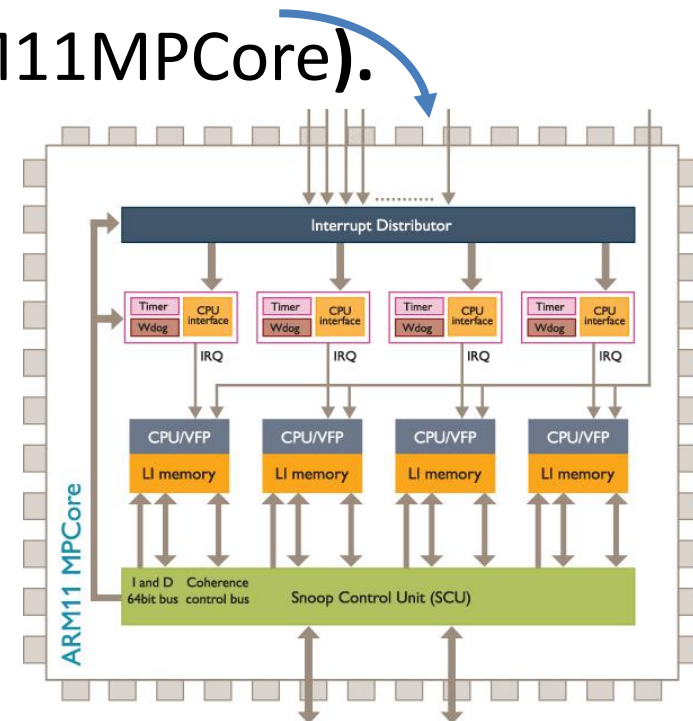 11MPCore).
Interrupt Distributor
Timer
Wdog
CPU
interface
Timer
Wdog
CPU
interface
Timer
Wdog
CPU
interface
Timer
Wdog
CPU
interface
IRQ
IRQ
IRQ
IRQ
CPU/VFP
LI memory
CPU/VFP
LI memory
CPU/VFP
LI memory
CPU/VFP
LI memory
I and D
64bit bus
Coherence
control bus
Snoop Control Unit (SCU)
ARM11 MPCore